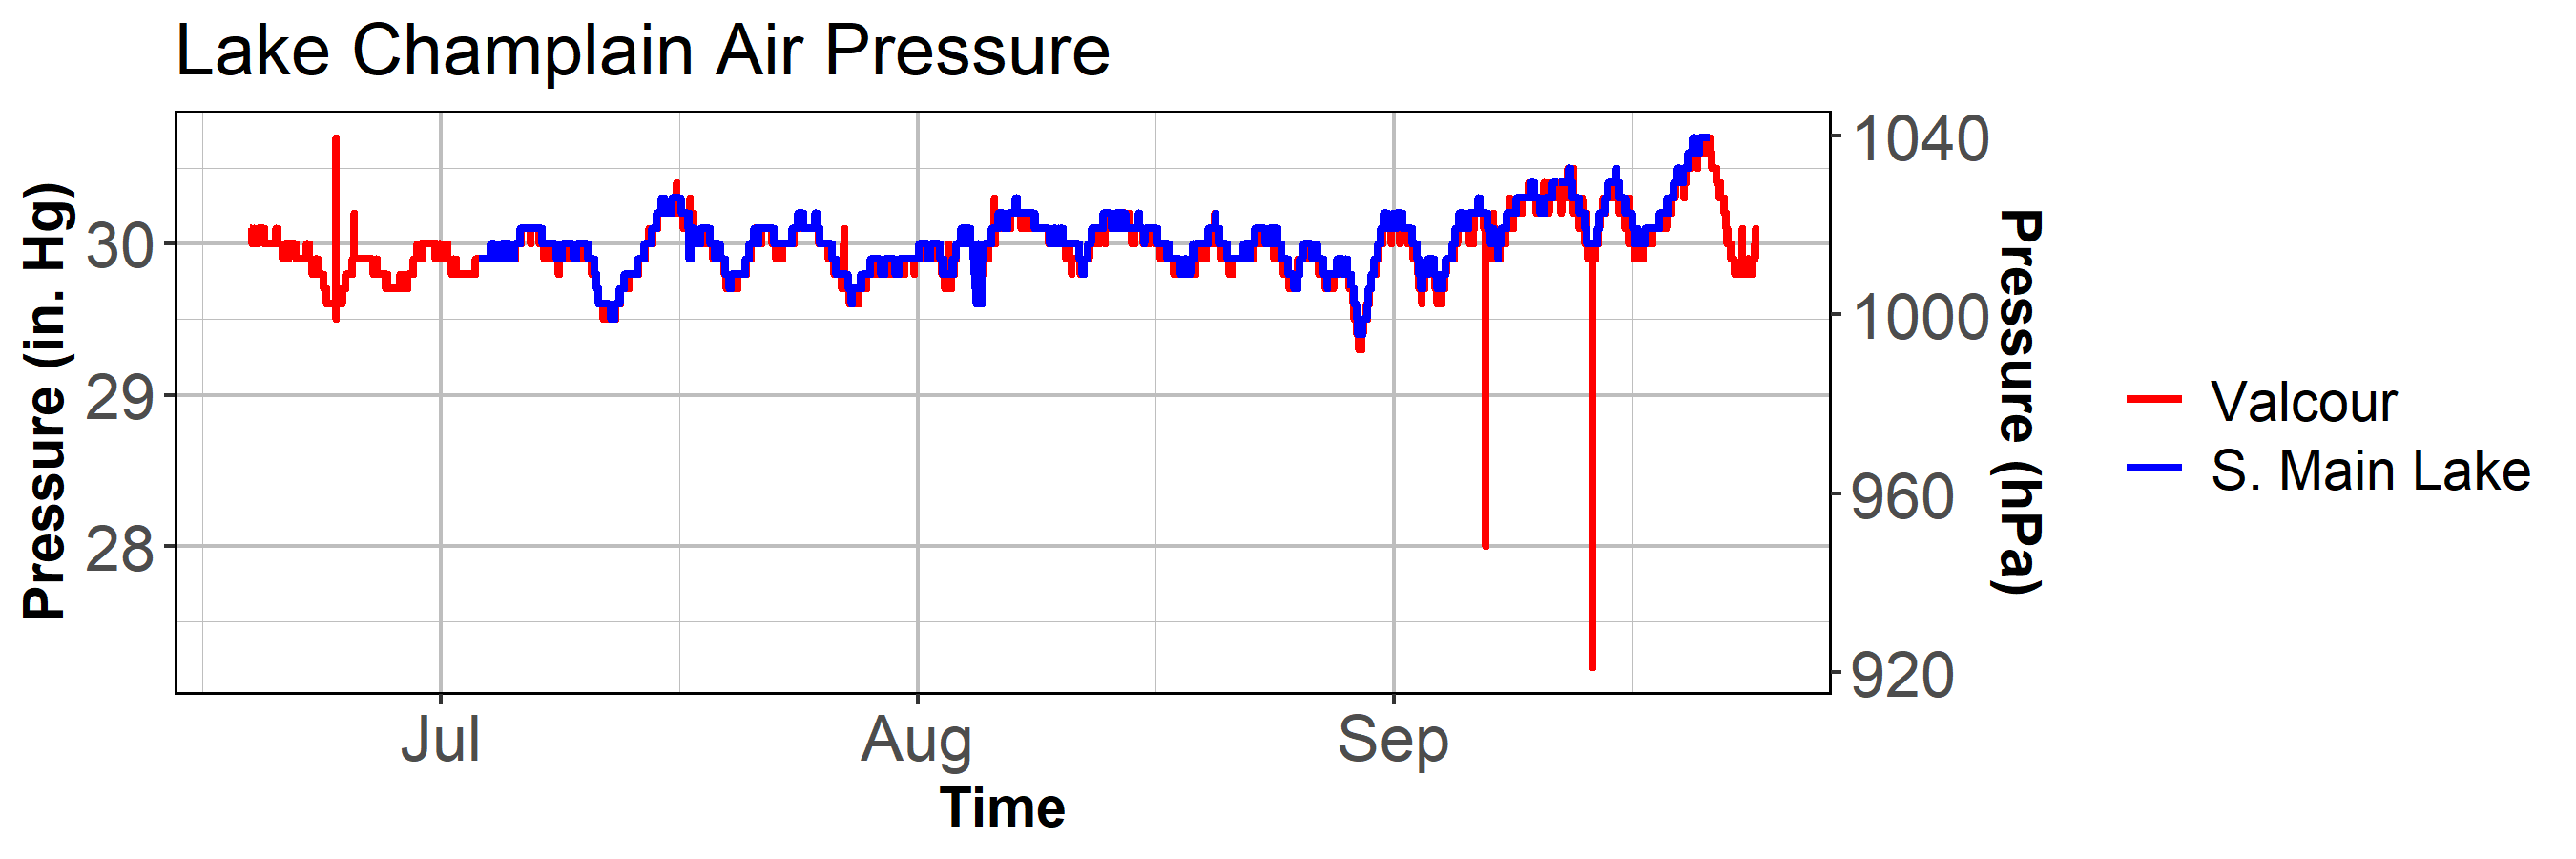 Lake Champlain Air Pressure
Pressure (in. Hg)
30
29
28
1040
1000
960
920
Pressure (hPa)
Jul Aug Sep
Time
Valcour
S. Main Lake